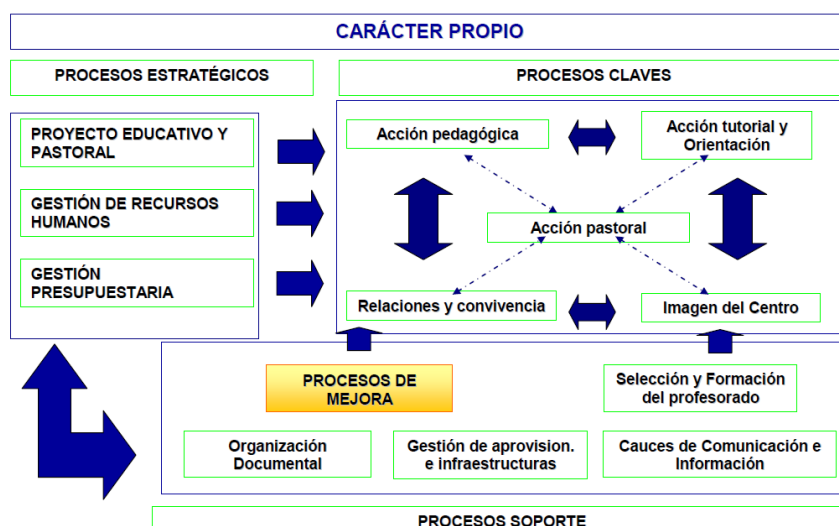 CARÁCTER PROPIO
PROCESOS ESTRATÉGICOS
PROCESOS CLAVES
PROYECTO EDUCATIVO Y
PASTORAL
GESTIÓN DE RECURSOS
HUMANOS
GESTIÓN
PRESUPUESTARIA
Acción pedagógica
Acción tutorial y
Orientación
Acción pastoral
Relaciones y convivencia
Imagen del Centro
PROCESOS DE
MEJORA
Selección y Formación
del profesorado
Organización
Documental
Gestión de aprovision.
e infraestructuras
Cauces de Comunicación e
Información
PROCESOS SOPORTE